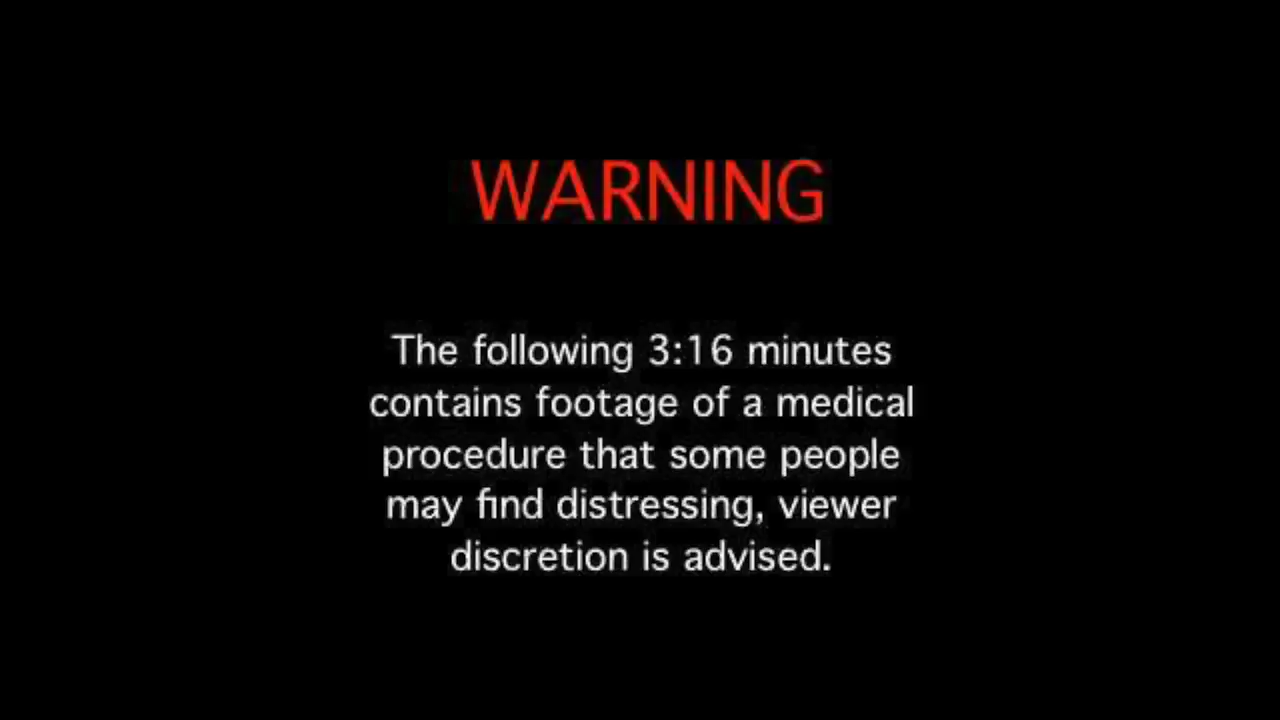 WARNING
The following 3:16 minutes
contains footage of a medical
procedure that some people
may find distressing, viewer
discretion is advised.